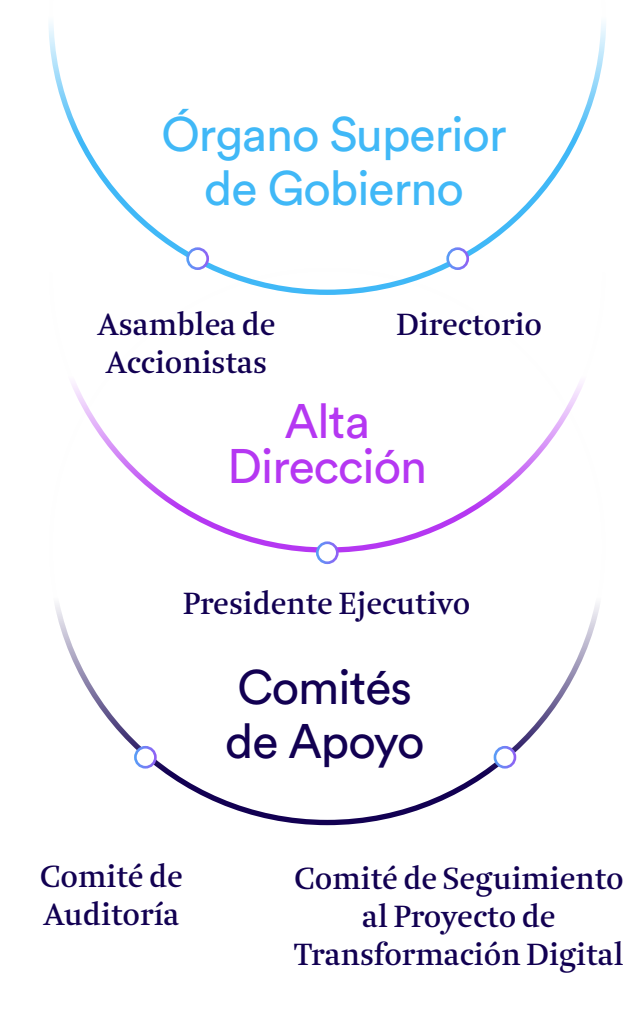 Órgano Superior
de Gobierno
Asamblea de
Accionistas
Directorio
Alta
Dirección
Presidente Ejecutivo
Comités
de Apoyo
Comité de
Auditoría
Comité de Seguimiento
al Proyecto de
Transformación Digital